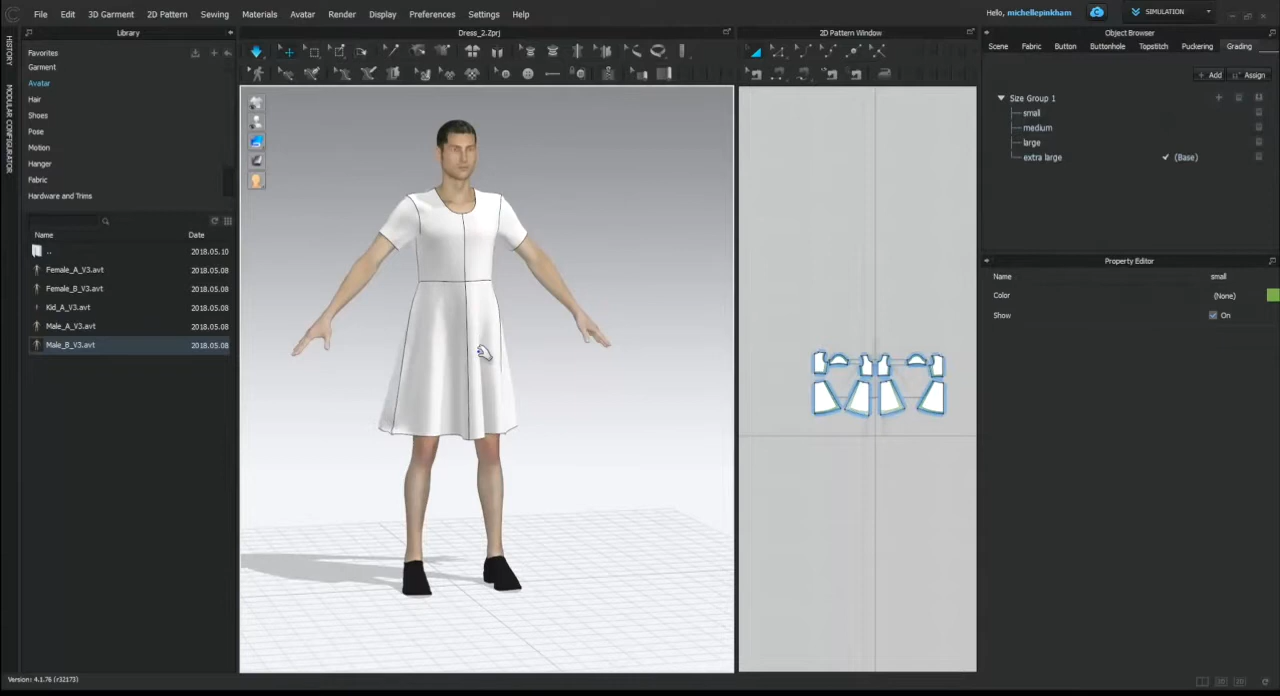 File Edit 3D Garment 2D Pattern Sewing Materials Avatar Render Display Preferences Settings Help
Hello, michellepinkham
SIMULATION
Library
Dress_2.Zprj
2D Pattern Window
Object Browser
HISTORY
MODULAR CONFIGURATOR
Favorites
Garment
Avatar
Hair
Shoes
Pose
Motion
Hanger
Fabric
Hardware and Trims
Name Date
.. 2018.05.10
Female_A_V3.avt 2018.05.08
Female_B_V3.avt 2018.05.08
Kid_A_V3.avt 2018.05.08
Male_A_V3.avt 2018.05.08
Male_B_V3.avt 2018.05.08
Scene Fabric Button Buttonhole Topstitch Puckering Grading
+ Add Assign
Size Group 1
small
medium
large
extra large (Base)
Property Editor
Name small
Color (None)
Show On
Version: 4.1.76 (r32173)